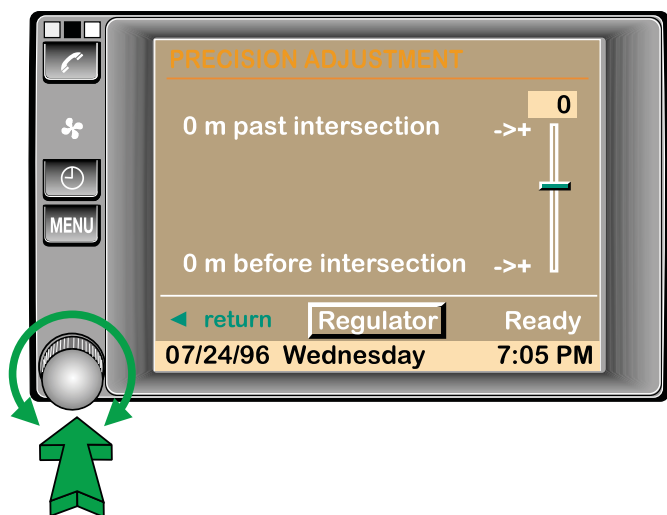 PRECISION ADJUSTMENT
0
0 m past intersection ->+
MENU
0 m before intersection ->+
◄ return Regulator Ready
07/24/96 Wednesday 7:05 PM